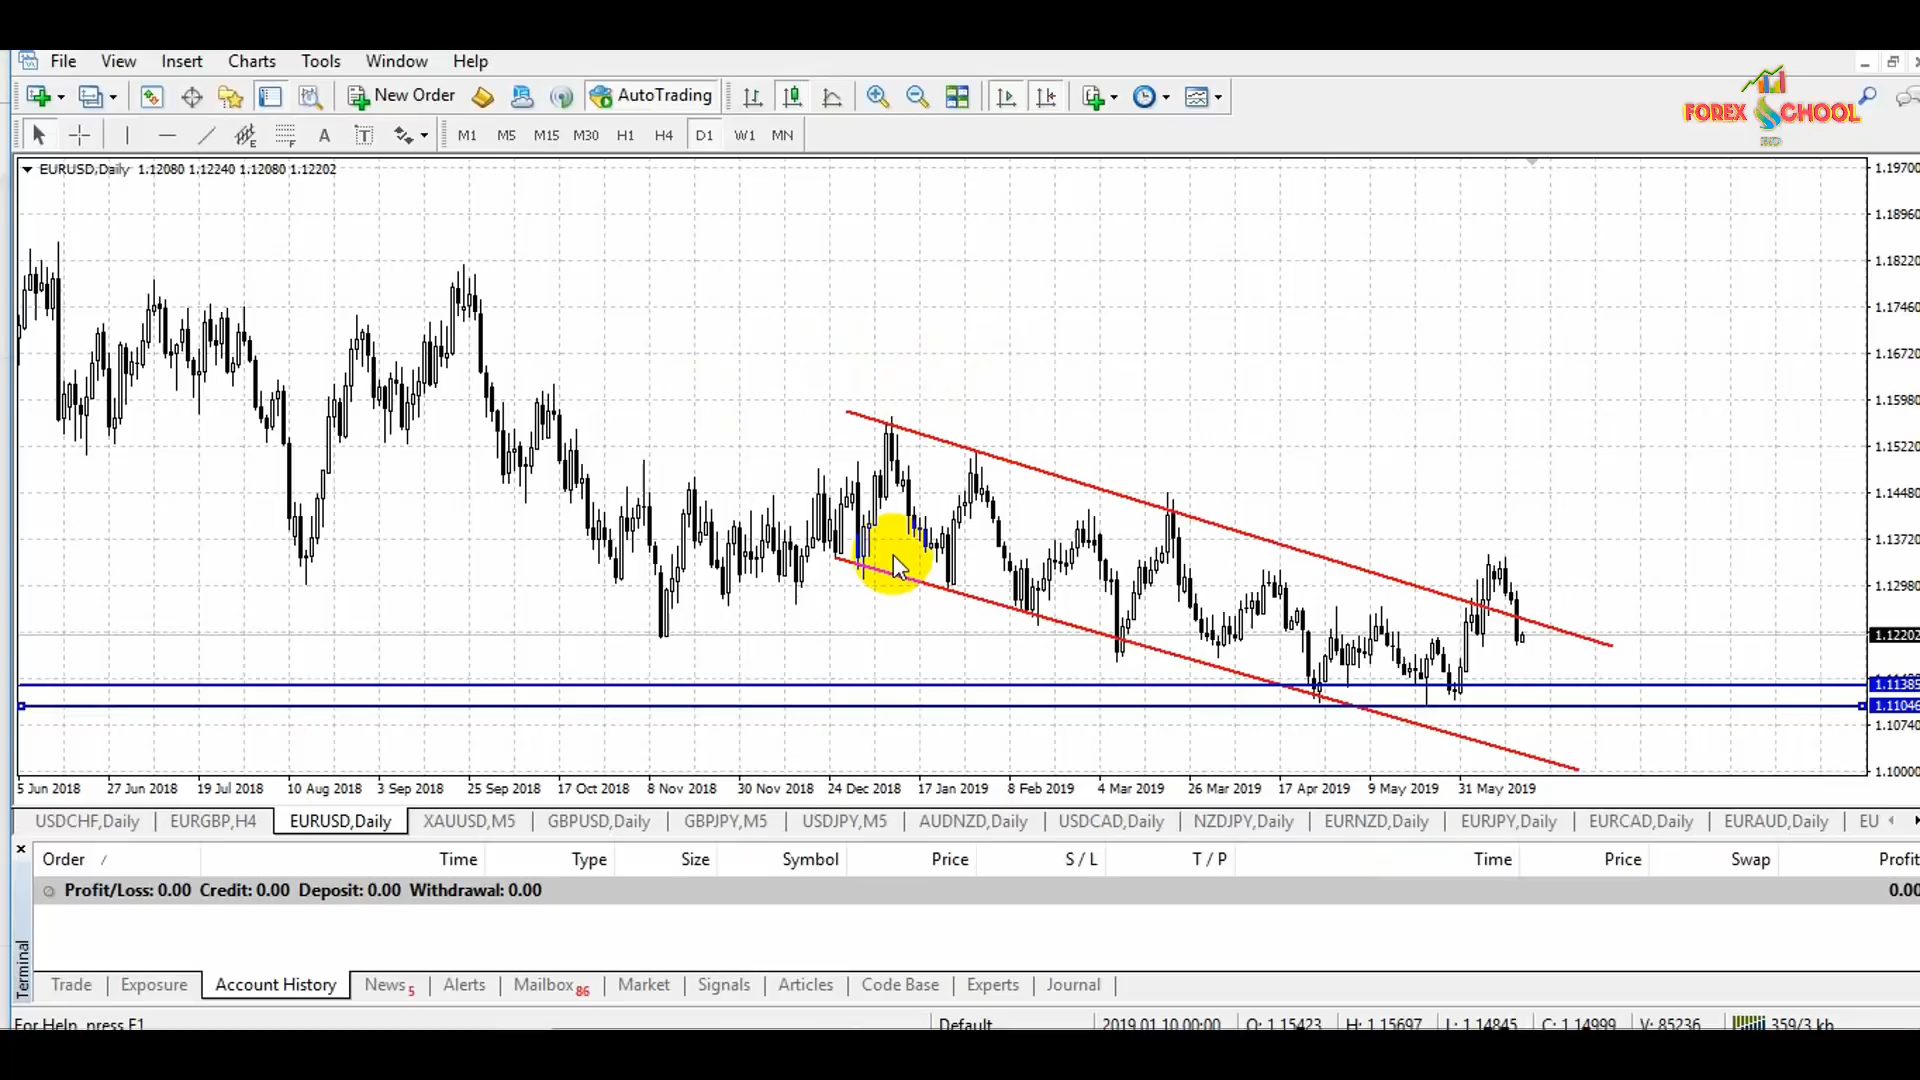 File View Insert Charts Tools Window Help
New Order AutoTrading
FOREX SCHOOL
A T M1 M5 M15 M30 H1 H4 D1 W1 MN
EURUSD,Daily 1.12080 1.12240 1.12080 1.12202
1.19700
1.18960
1.18220
1.17460
1.16720
1.15980
1.15220
1.14480
1.13720
1.12980
1.12202
1.11385
1.11046
1.10740
1.10000
5 Jun 2018 27 Jun 2018 19 Jul 2018 10 Aug 2018 3 Sep 2018 25 Sep 2018 17 Oct 2018 8 Nov 2018 30 Nov 2018 24 Dec 2018 17 Jan 2019 8 Feb 2019 4 Mar 2019 26 Mar 2019 17 Apr 2019 9 May 2019 31 May 2019
USDCHF,Daily EURGBP,H4 EURUSD,Daily XAUUSD,M5 GBPUSD,Daily GBPJPY,M5 USDJPY,M5 AUDNZD,Daily USDCAD,Daily NZDJPY,Daily EURNZD,Daily EURJPY,Daily EURCAD,Daily EURAUD,Daily EU
Order / Time Type Size Symbol Price S / L T / P Time Price Swap Profit
Profit/Loss: 0.00 Credit: 0.00 Deposit: 0.00 Withdrawal: 0.00 0.00
Terminal
Trade Exposure Account History News 5 Alerts Mailbox 86 Market Signals Articles Code Base Experts Journal
For Help, press F1 Default 2019.01.10 00:00 O: 1.15423 H: 1.15697 L: 1.14845 C: 1.14999 V: 85236 359/3 kb